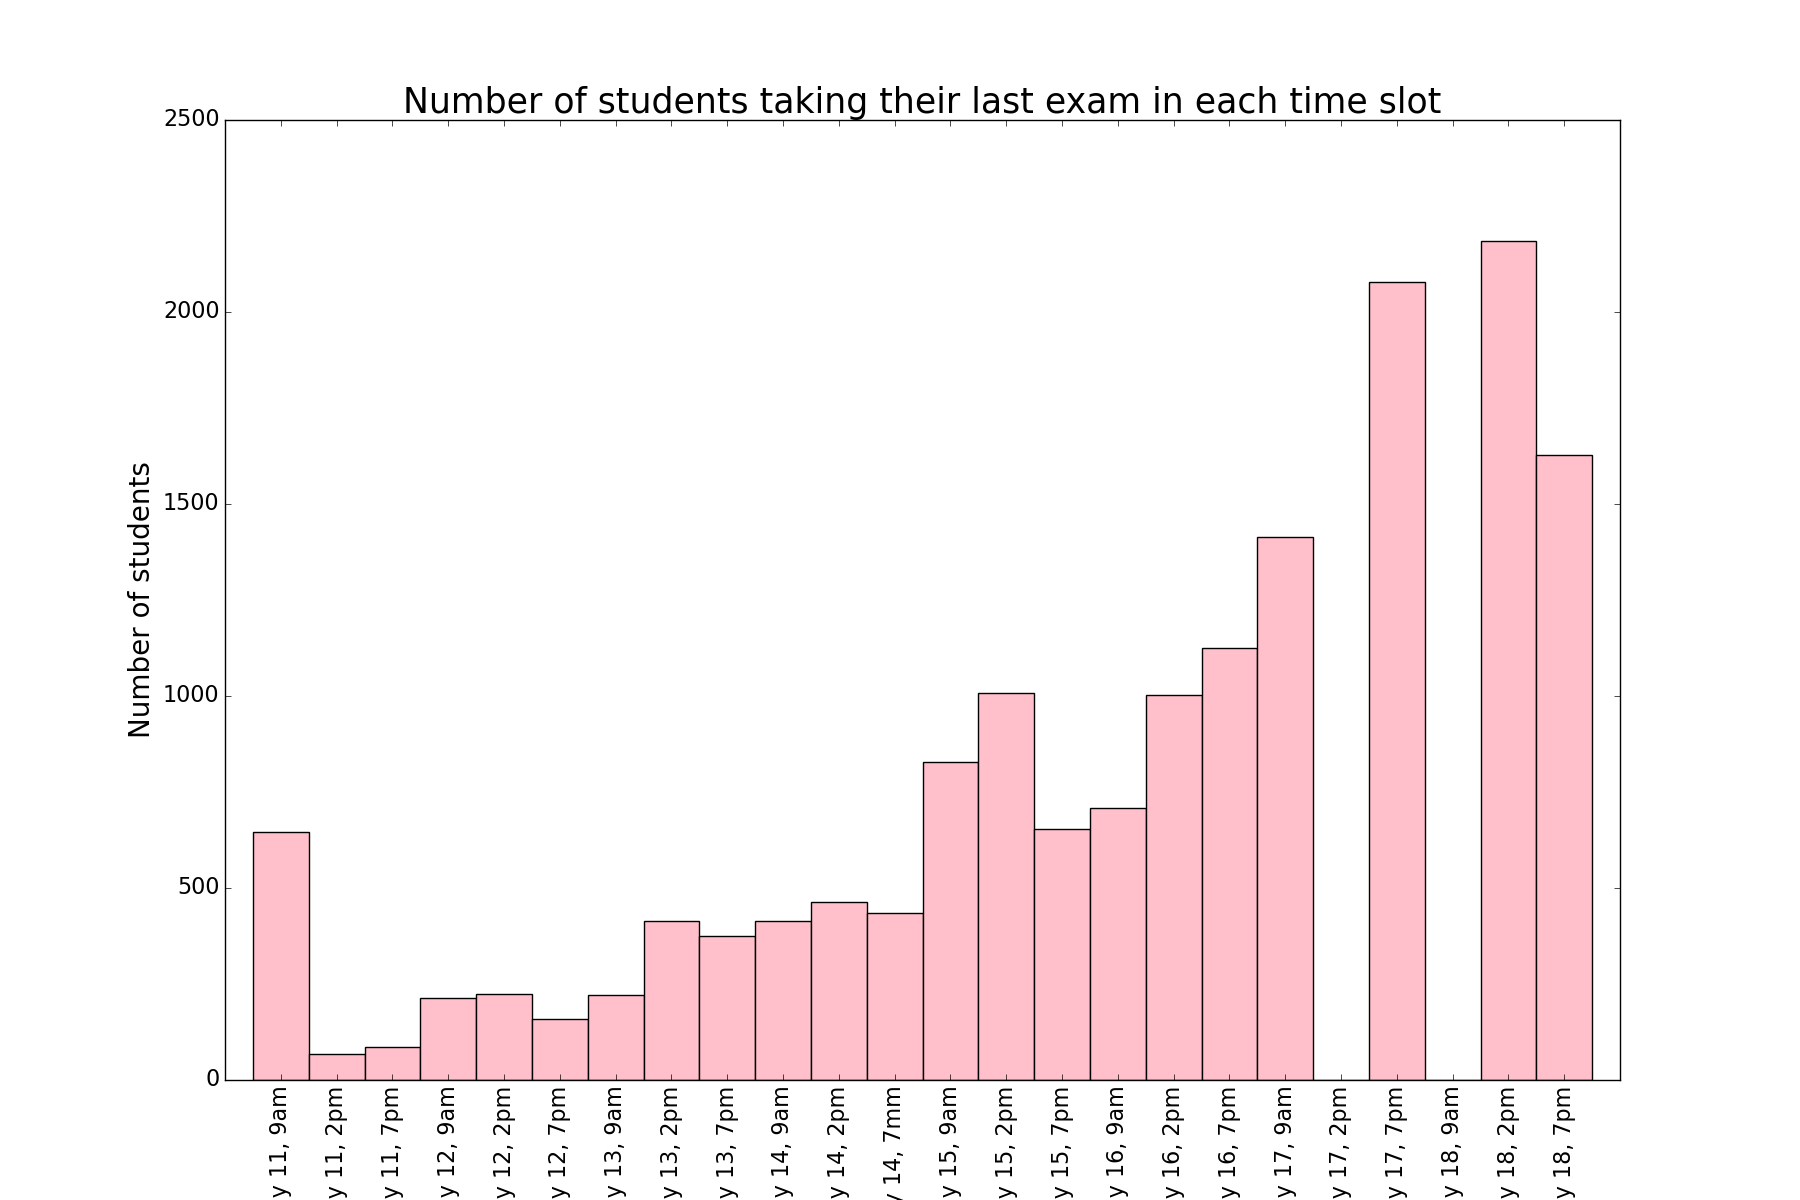 Number of students taking their last exam in each time slot
Number of students
2500
2000
1500
1000
500
0
y 11, 9am
y 11, 2pm
y 11, 7pm
y 12, 9am
y 12, 2pm
y 12, 7pm
y 13, 9am
y 13, 2pm
y 13, 7pm
y 14, 9am
y 14, 2pm
y 14, 7mm
y 15, 9am
y 15, 2pm
y 15, 7pm
y 16, 9am
y 16, 2pm
y 16, 7pm
y 17, 9am
y 17, 2pm
y 17, 7pm
y 18, 9am
y 18, 2pm
y 18, 7pm